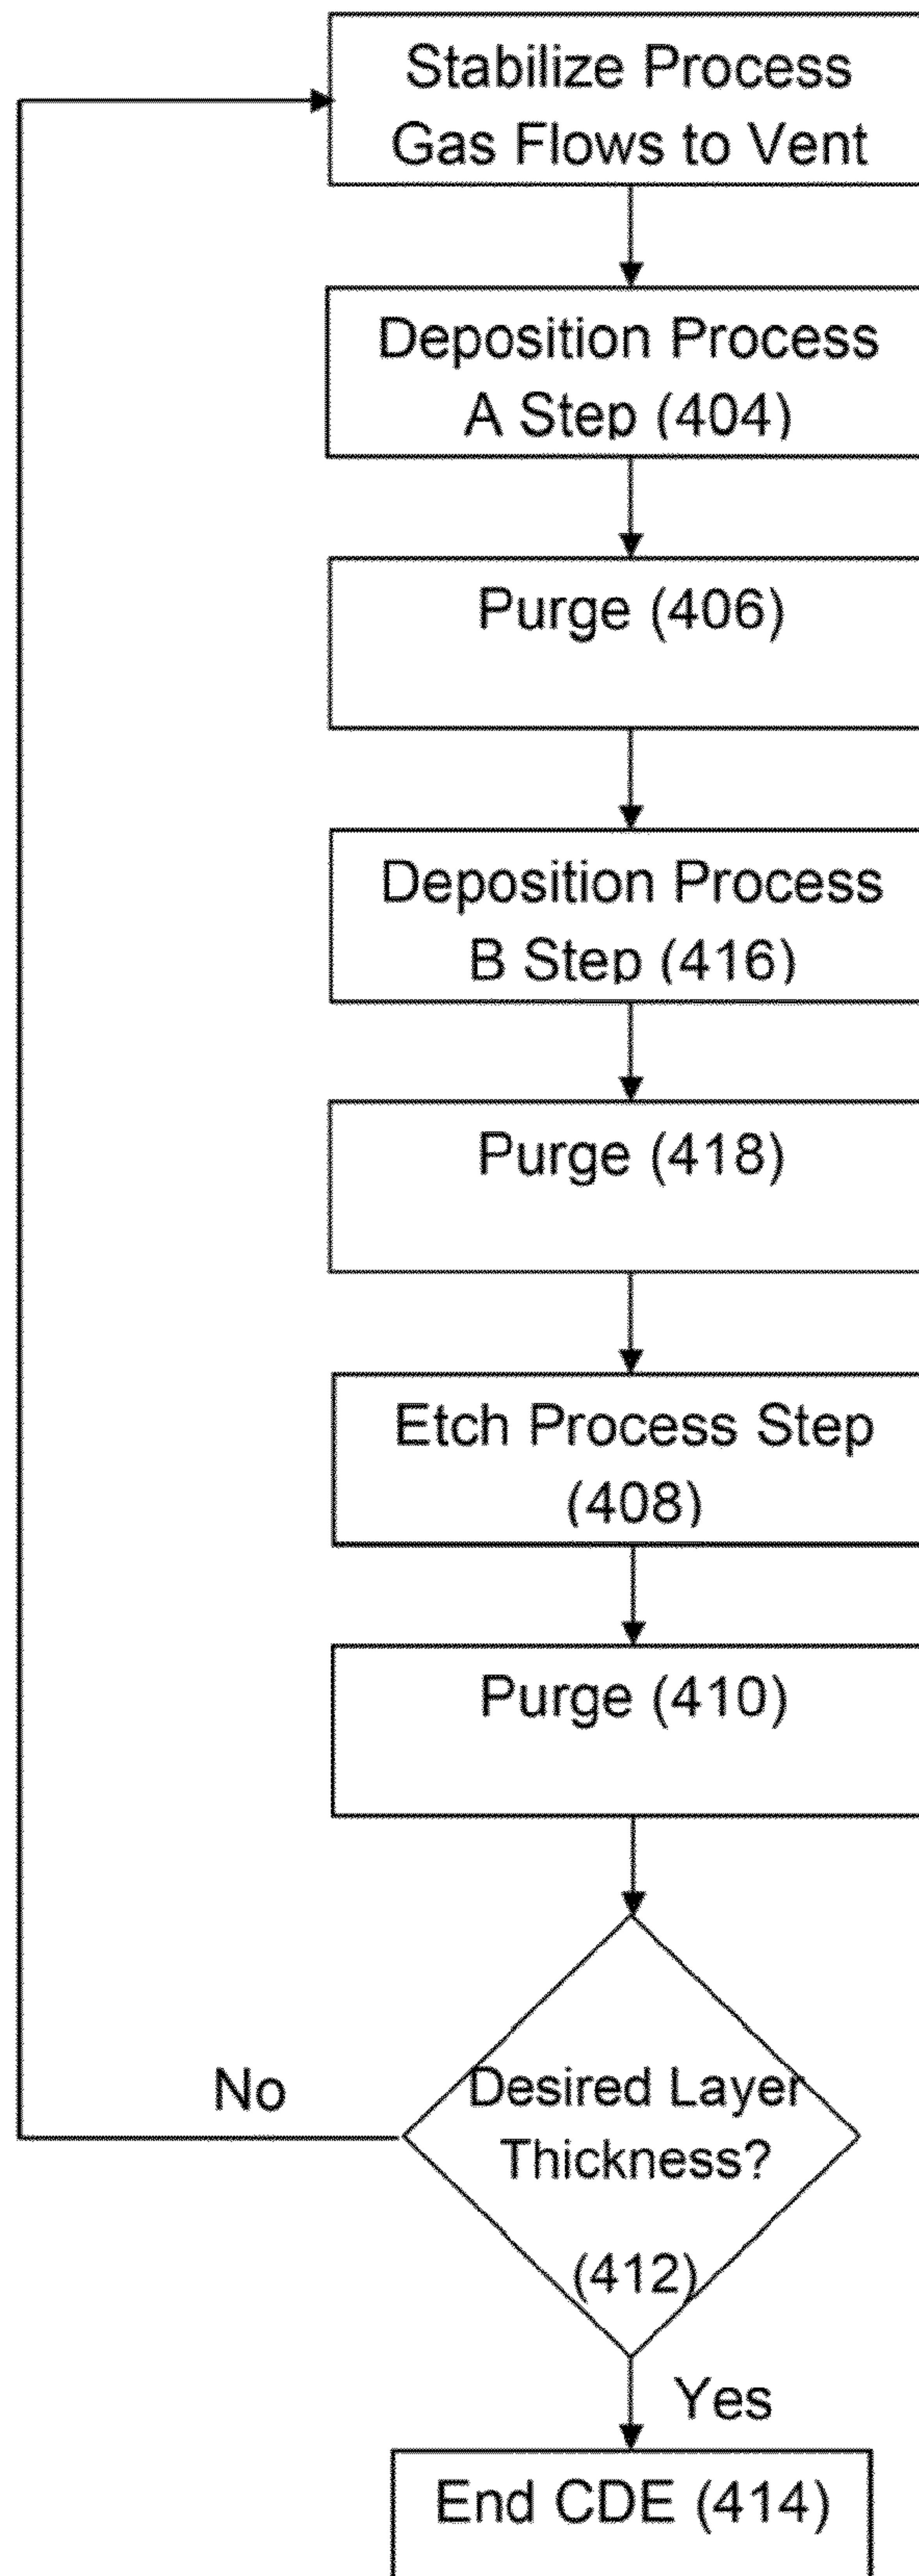 Stabilize Process
Gas Flows to Vent
Deposition Process
A Step (404)
Purge (406)
Deposition Process
B Step (416)
Purge (418)
Etch Process Step
(408)
Purge (410)
Desired Layer
Thickness?
No
(412)
Yes
End CDE (414)